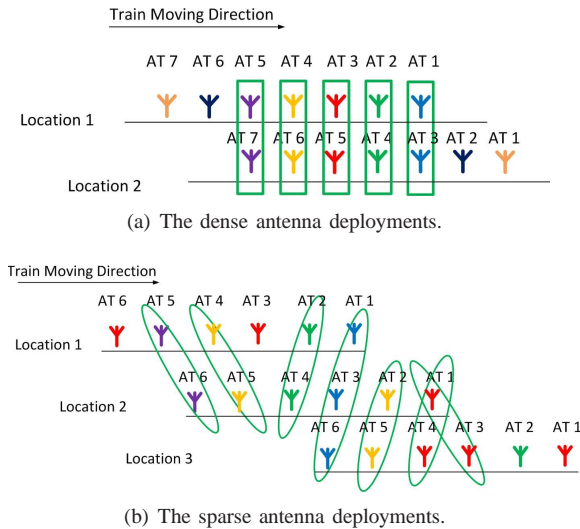 Train Moving Direction
AT 7 AT 6 AT 5 AT 4 AT 3 AT 2 AT 1
Location 1
AT 7 AT 6 AT 5 AT 4 AT 3 AT 2 AT 1
Location 2
(a) The dense antenna deployments.
Train Moving Direction
AT 6 AT 5 AT 4 AT 3 AT 2 AT 1
Location 1
AT 6 AT 5 AT 4 AT 3 AT 2 AT 1
Location 2
AT 6 AT 5 AT 4 AT 3 AT 2 AT 1
Location 3
(b) The sparse antenna deployments.